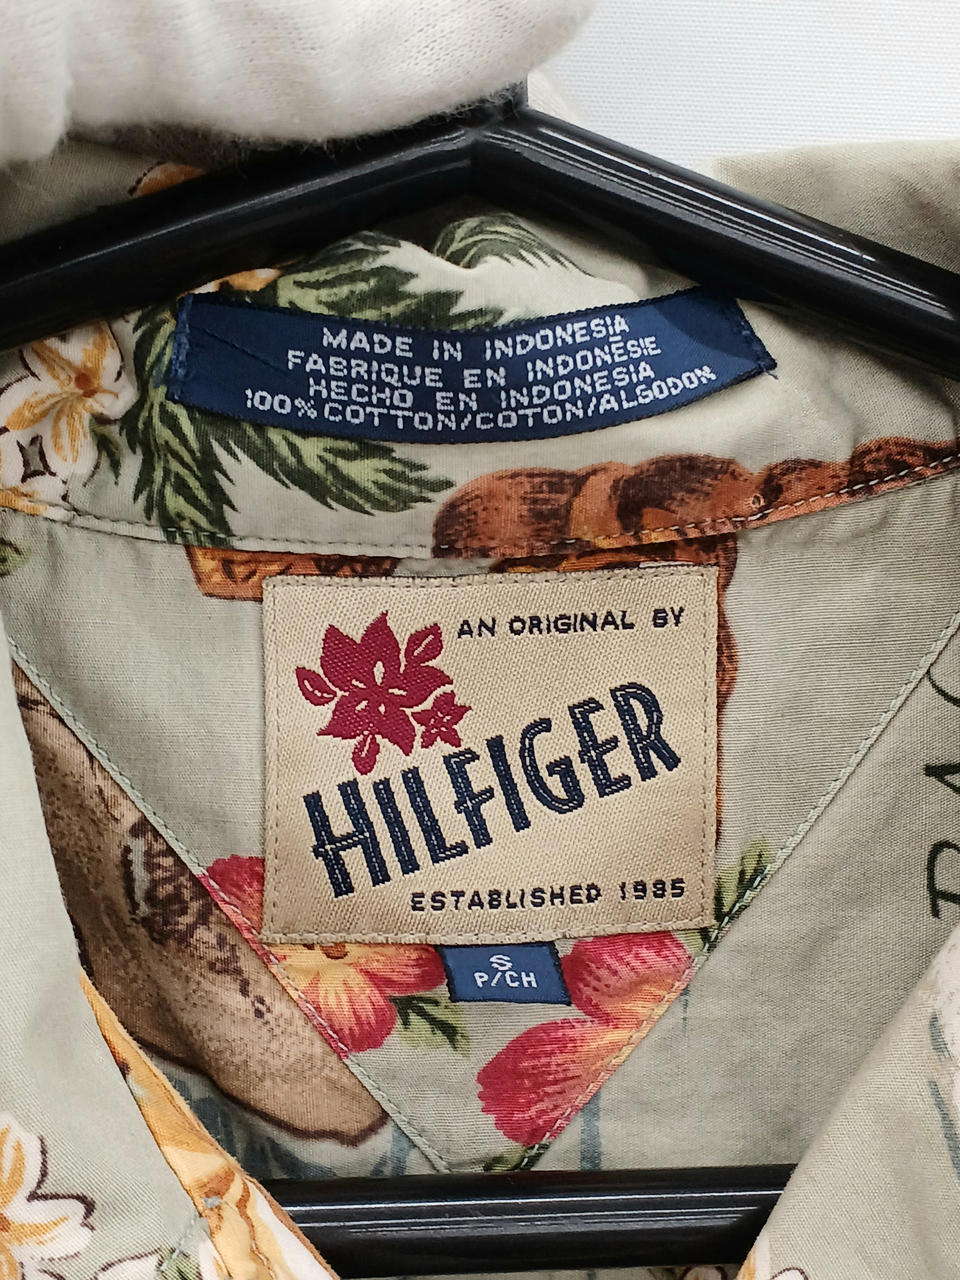 MADE IN INDONESIA
FABRIQUE EN INDONÉSIE
HECHO EN INDONESIA
100% COTTON/COTON/ALGODON
AN ORIGINAL BY
HILFIGER
ESTABLISHED 1985
S
P/CH